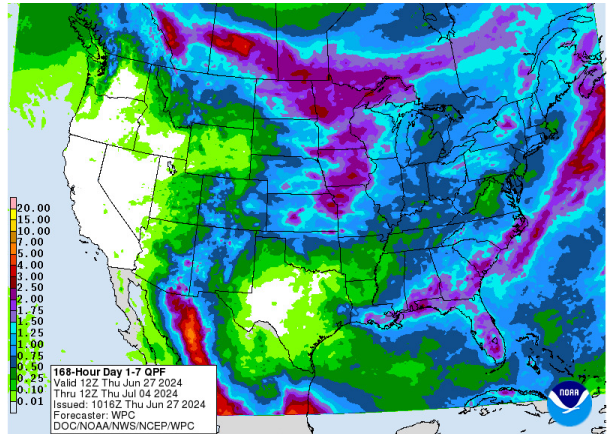 20.00
15.00
10.00
7.00
5.00
4.00
3.00
2.50
2.00
1.75
1.50
1.25
1.00
0.75
0.50
0.25
0.10
0.01
168-Hour Day 1-7 QPF
Valid 12Z Thu Jun 27 2024
Thru 12Z Thu Jul 04 2024
Issued: 1016Z Thu Jun 27 2024
Forecaster: WPC
DOC/NOAA/NWS/NCEP/WPC
NOAA